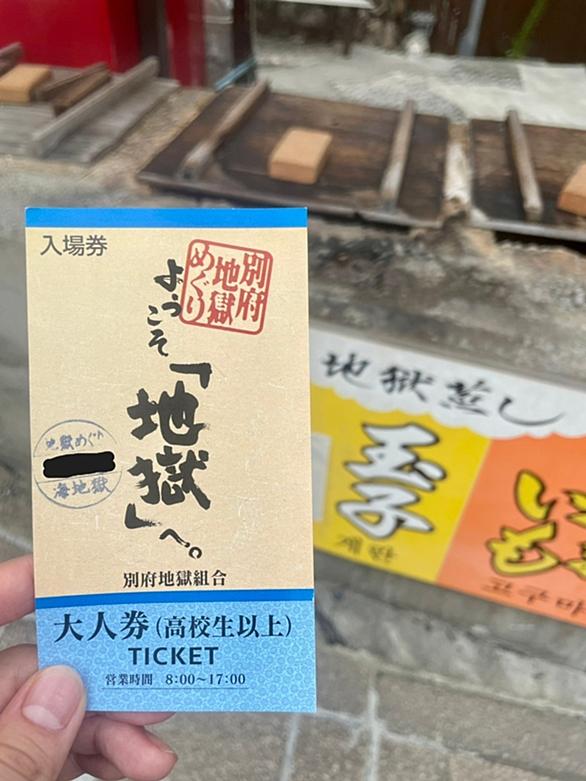 入場券
別府
地獄
めぐり
ようこそ
「地獄」へ。
地獄めぐり
海地獄
別府地獄組合
大人券(高校生以上)
TICKET
営業時間 8:00~17:00
地獄蒸し
玉子
계란